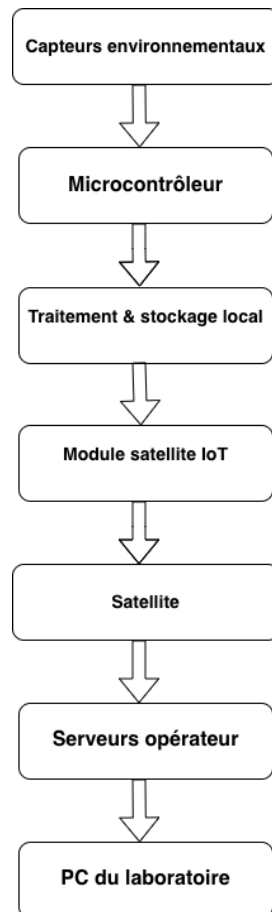 Capteurs environnementaux
Microcontrôleur
Traitement & stockage local
Module satellite IoT
Satellite
Serveurs opérateur
PC du laboratoire